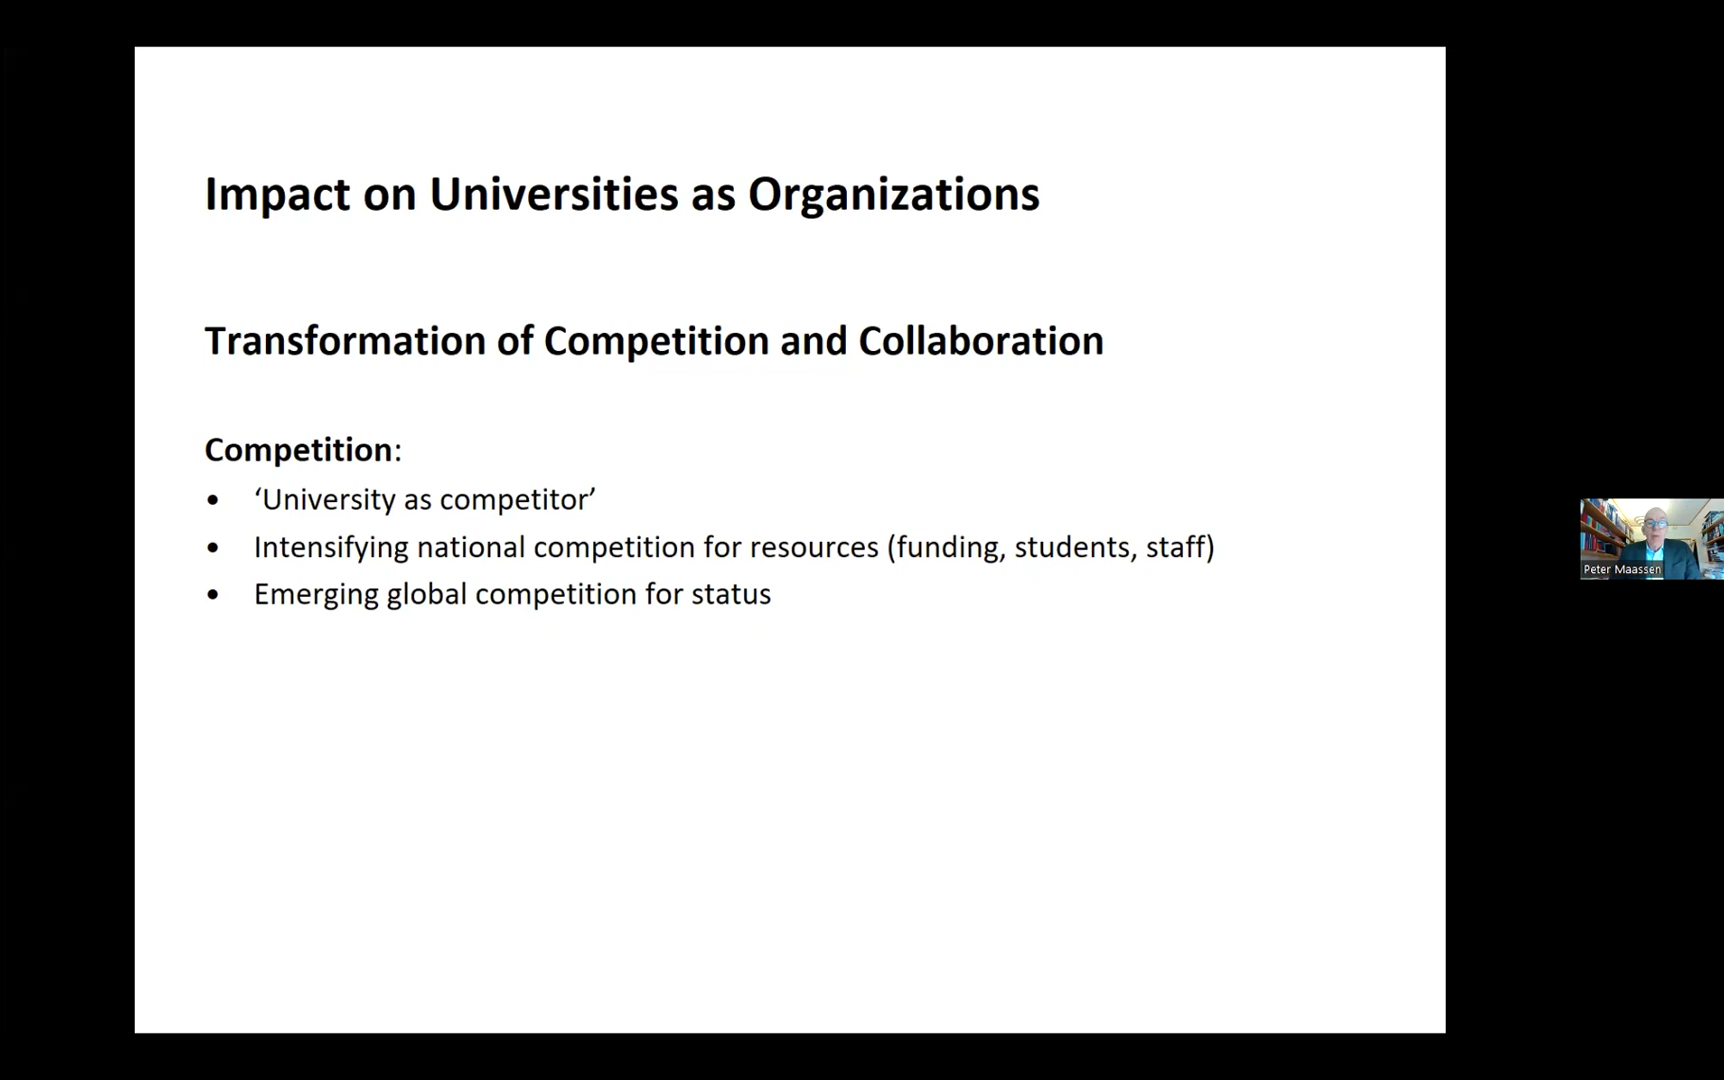 Impact on Universities as Organizations
Transformation of Competition and Collaboration
Competition:
• ‘University as competitor’
• Intensifying national competition for resources (funding, students, staff)
• Emerging global competition for status
Peter Maassen